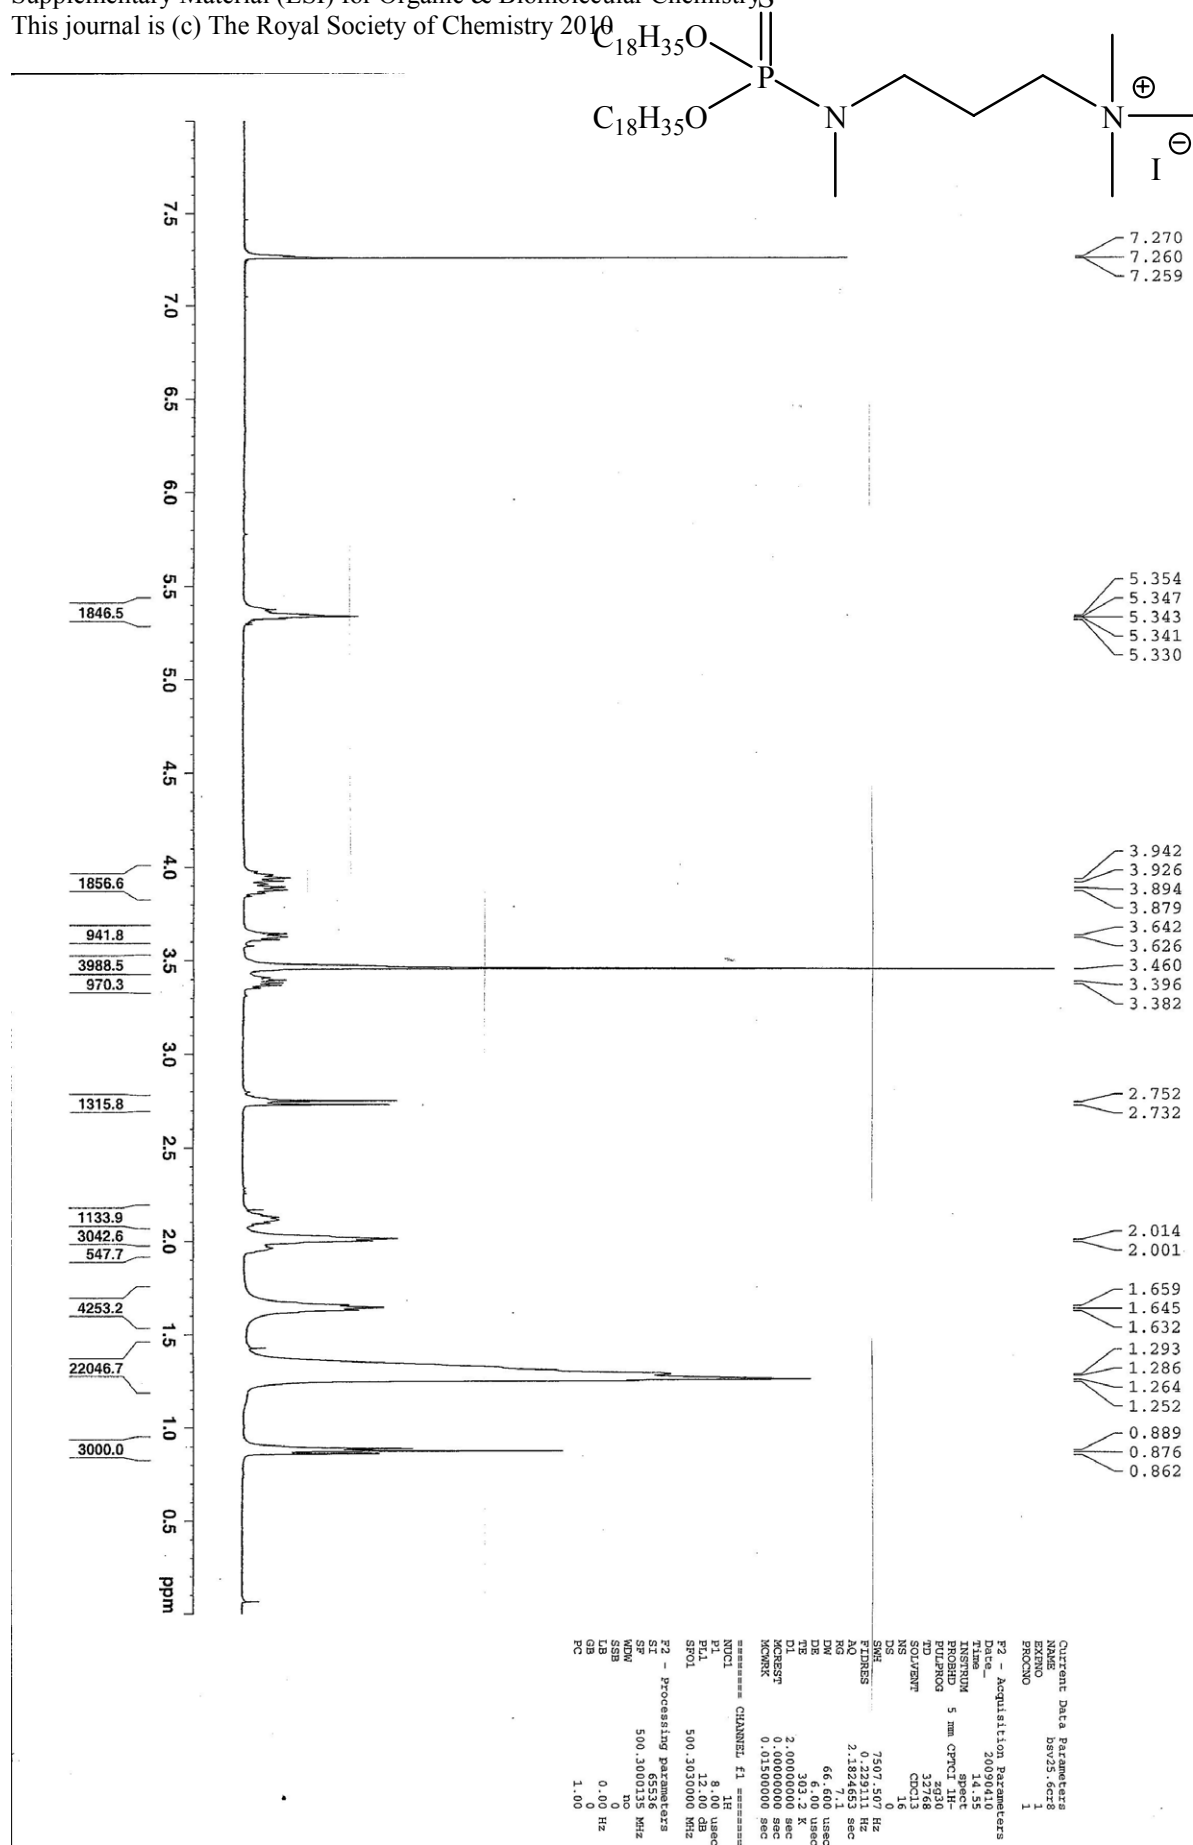 Supplementary Material (ESI) for Organic & Biomolecular Chemistry
This journal is (c) The Royal Society of Chemistry 2010
S
C18H35O
P
C18H35O
N
N
⊕
⊖
I
7.270
7.260
7.259
5.354
5.347
5.343
5.341
5.330
3.942
3.926
3.894
3.879
3.642
3.626
3.460
3.396
3.382
2.752
2.732
2.014
2.001
1.659
1.645
1.632
1.293
1.286
1.264
1.252
0.889
0.876
0.862
7.5
7.0
6.5
6.0
5.5
5.0
4.5
4.0
3.5
3.0
2.5
2.0
1.5
1.0
0.5
ppm
1846.5
1856.6
941.8
3988.5
970.3
1315.8
1133.9
3042.6
547.7
4253.2
22046.7
3000.0
Current Data Parameters
NAME bsv25.6cr8
EXPNO 1
PROCNO 1
F2 - Acquisition Parameters
Date_ 20090410
Time 14.55
INSTRUM spect
PROBHD 5 mm CPTCI 1H-
PULPROG zg30
TD 32768
SOLVENT CDCl3
NS 16
DS 0
SWH 7507.507 Hz
FIDRES 0.229111 Hz
AQ 2.1824653 sec
RG 7.1
DW 66.600 usec
DE 6.00 usec
TE 303.2 K
D1 2.00000000 sec
MCREST 0.00000000 sec
MCWRK 0.01500000 sec
======== CHANNEL f1 ========
NUC1 1H
P1 8.00 usec
PL1 12.00 dB
SFO1 500.3030000 MHz
F2 - Processing parameters
SI 65536
SF 500.3000135 MHz
WDW no
SSB 0
LB 0.00 Hz
GB 0
PC 1.00